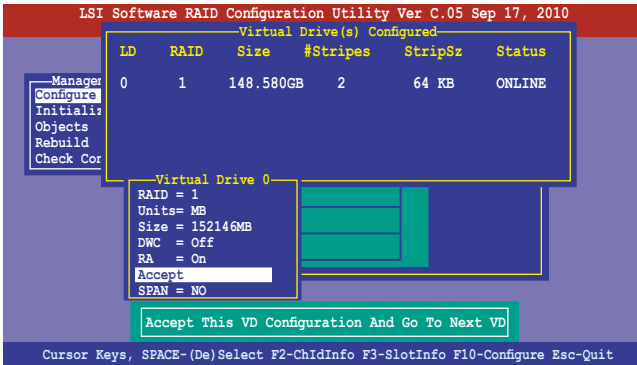 LSI Software RAID Configuration Utility Ver C.05 Sep 17, 2010
Virtual Drive(s) Configured
LD RAID Size #Stripes StripSz Status
0 1 148.580GB 2 64 KB ONLINE
Manager
Configure
Initializ
Objects
Rebuild
Check Con
Virtual Drive 0
RAID = 1
Units= MB
Size = 152146MB
DWC = Off
RA = On
Accept
SPAN = NO
Accept This VD Configuration And Go To Next VD
Cursor Keys, SPACE-(De)Select F2-ChIdInfo F3-SlotInfo F10-Configure Esc-Quit